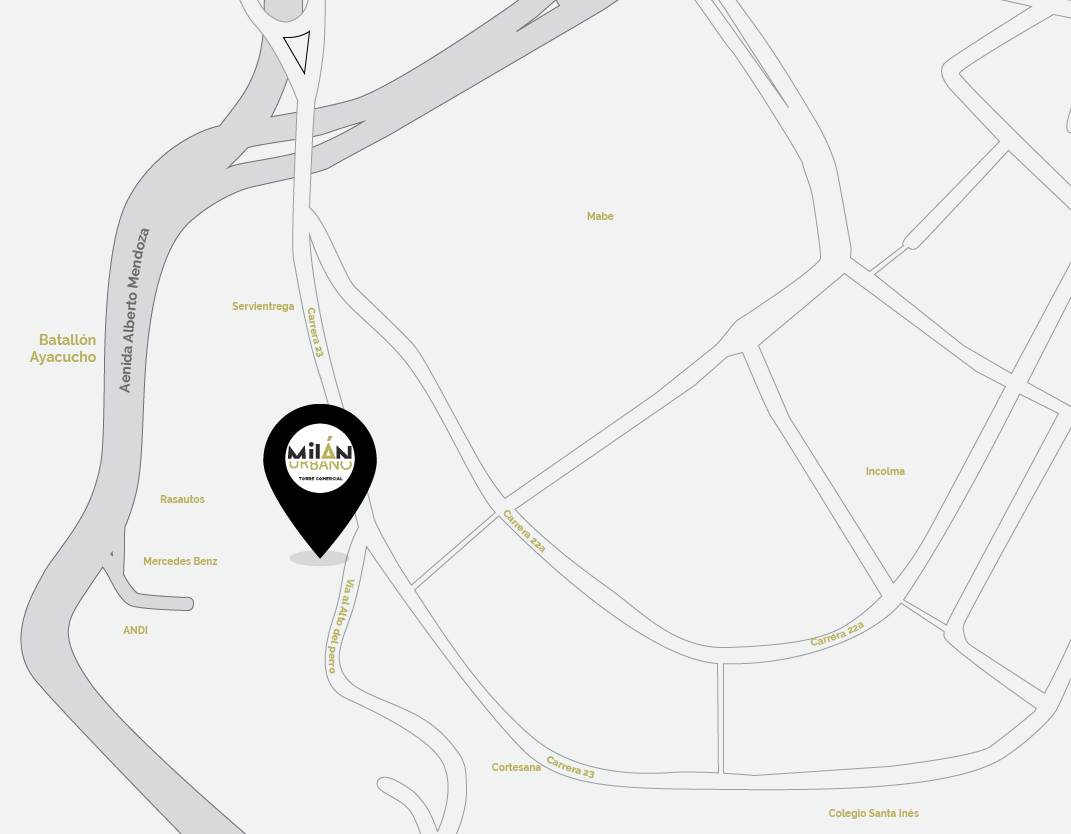 Mabe
Aenida Alberto Mendoza
Servientrega
Carrera 23
Batallón
Ayacucho
MilÁN
URBANO
TORRE COMERCIAL
Incolma
Rasautos
Carrera 22a
Mercedes Benz
Via al Alto del perro
ANDI
Carrera 22a
Cortesana
Carrera 23
Colegio Santa Inés